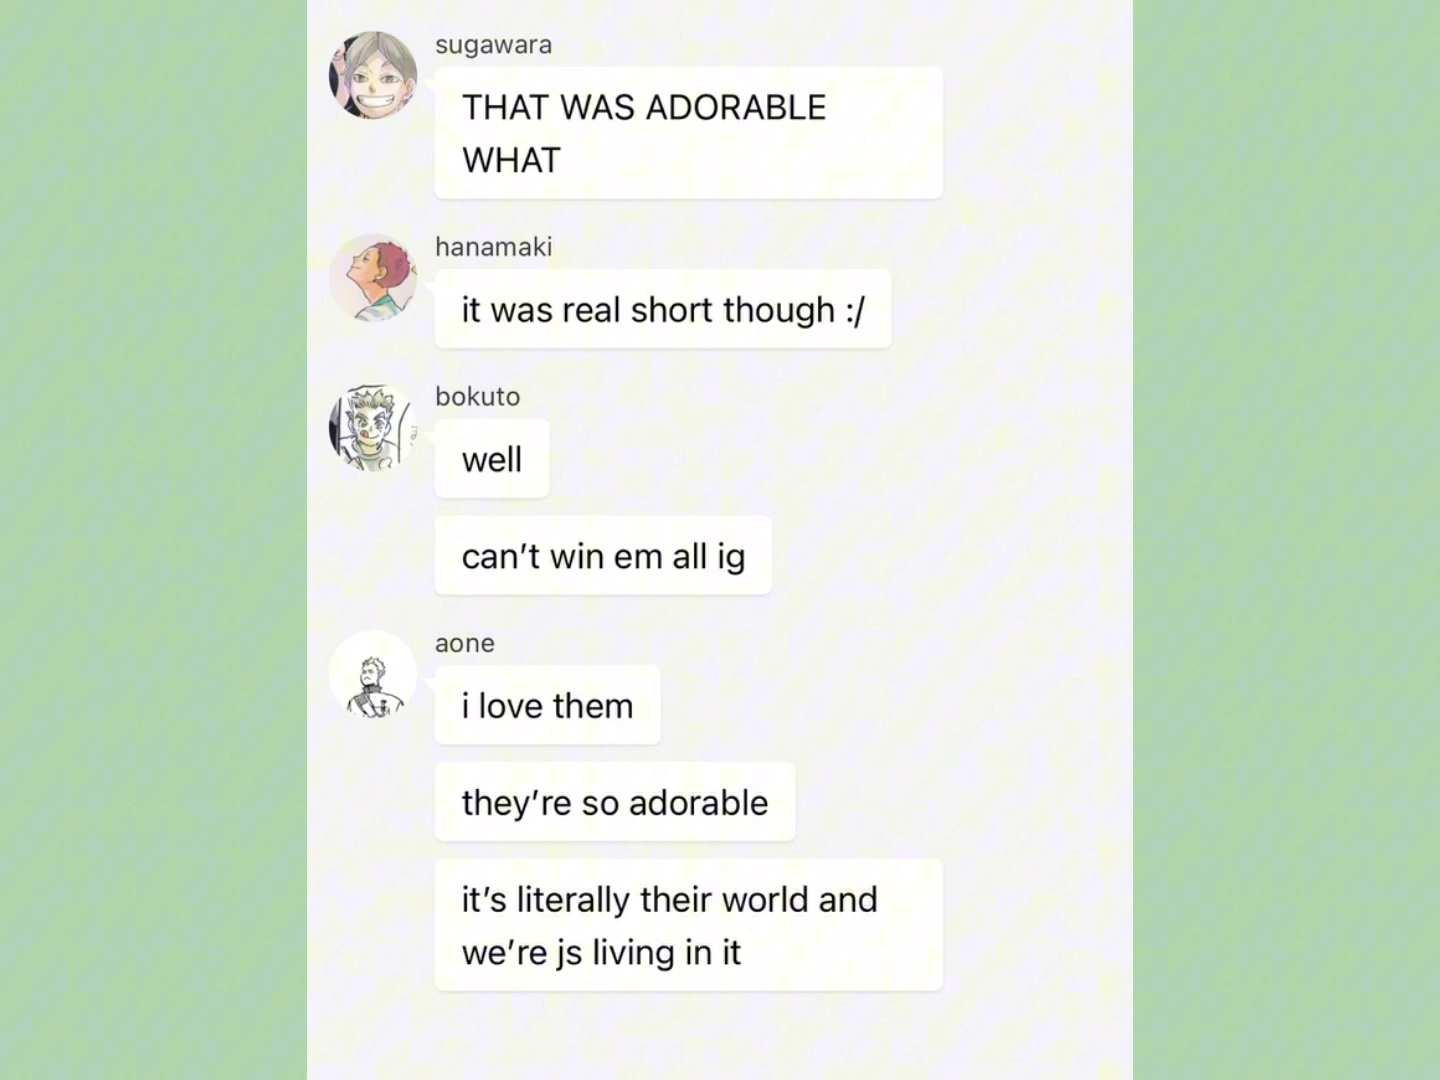 sugawara
THAT WAS ADORABLE
WHAT
hanamaki
it was real short though :/
bokuto
well
can’t win em all ig
aone
i love them
they’re so adorable
it’s literally their world and
we’re js living in it